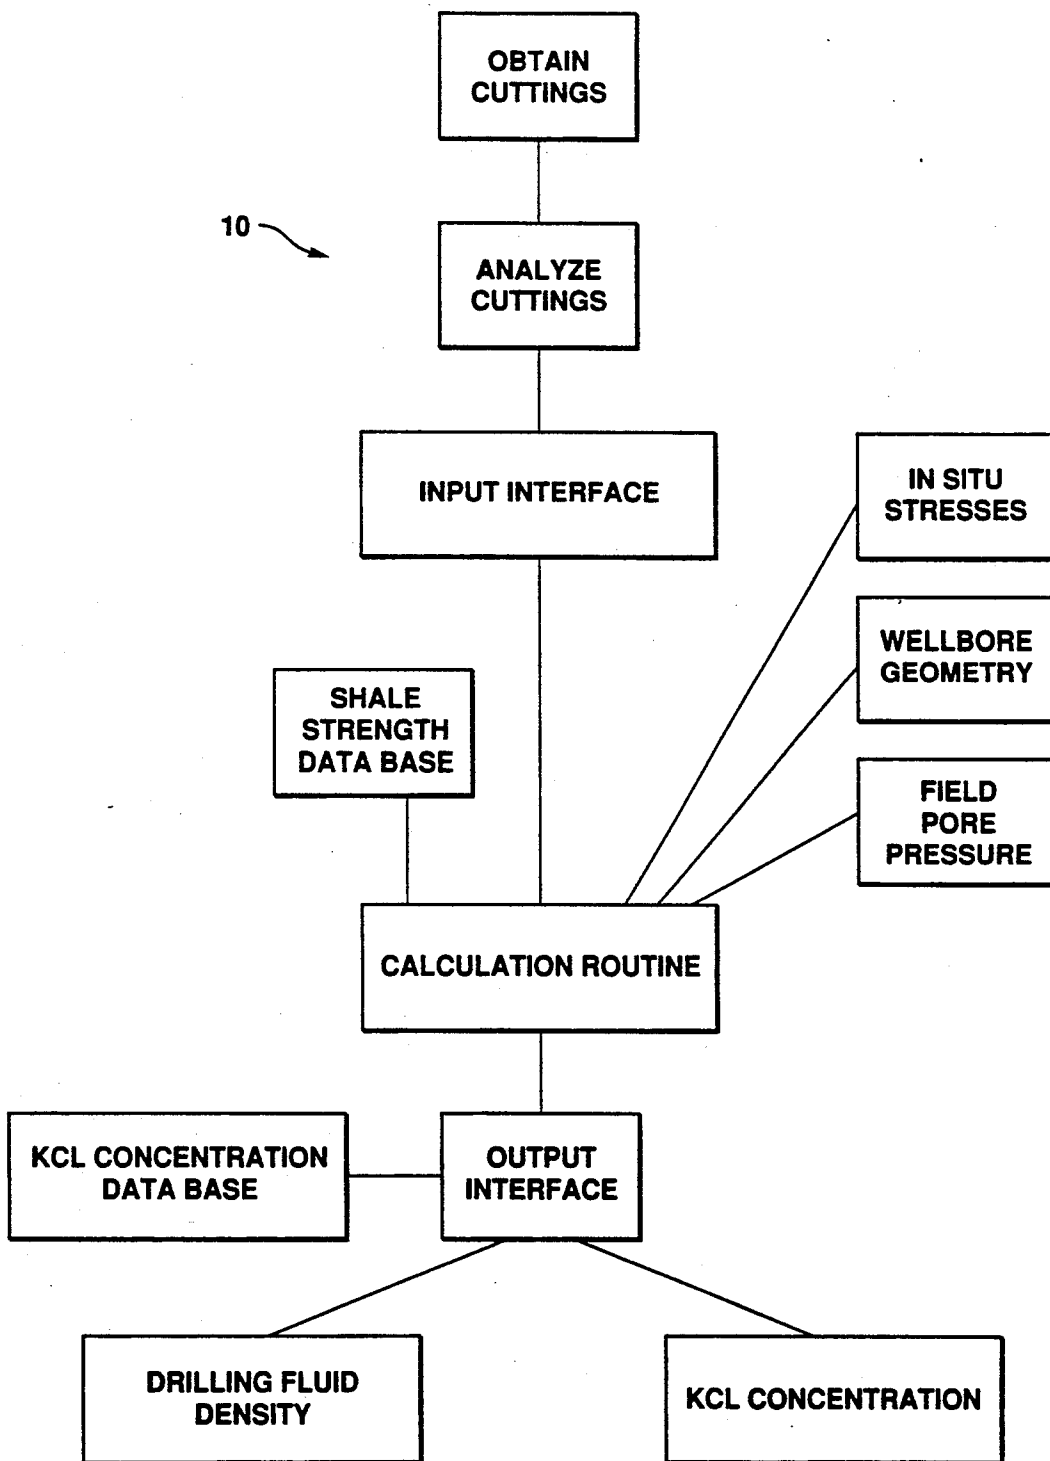 OBTAIN
CUTTINGS
10
ANALYZE
CUTTINGS
INPUT INTERFACE
IN SITU
STRESSES
WELLBORE
GEOMETRY
SHALE
STRENGTH
DATA BASE
FIELD
PORE
PRESSURE
CALCULATION ROUTINE
KCL CONCENTRATION
DATA BASE
OUTPUT
INTERFACE
DRILLING FLUID
DENSITY
KCL CONCENTRATION